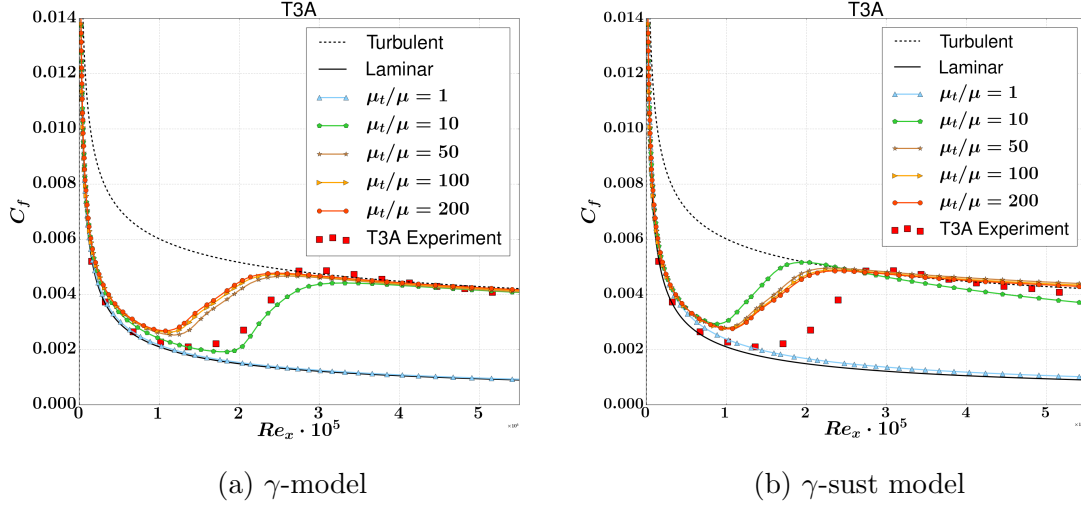 T3A
0.014
0.012
0.010
0.008
0.006
0.004
0.002
0.000
C_f
Turbulent
Laminar
μ_t/μ = 1
μ_t/μ = 10
μ_t/μ = 50
μ_t/μ = 100
μ_t/μ = 200
T3A Experiment
0 1 2 3 4 5
Re_x · 10^5
(a) γ-model
T3A
0.014
0.012
0.010
0.008
0.006
0.004
0.002
0.000
C_f
Turbulent
Laminar
μ_t/μ = 1
μ_t/μ = 10
μ_t/μ = 50
μ_t/μ = 100
μ_t/μ = 200
T3A Experiment
0 1 2 3 4 5
Re_x · 10^5
(b) γ-sust model